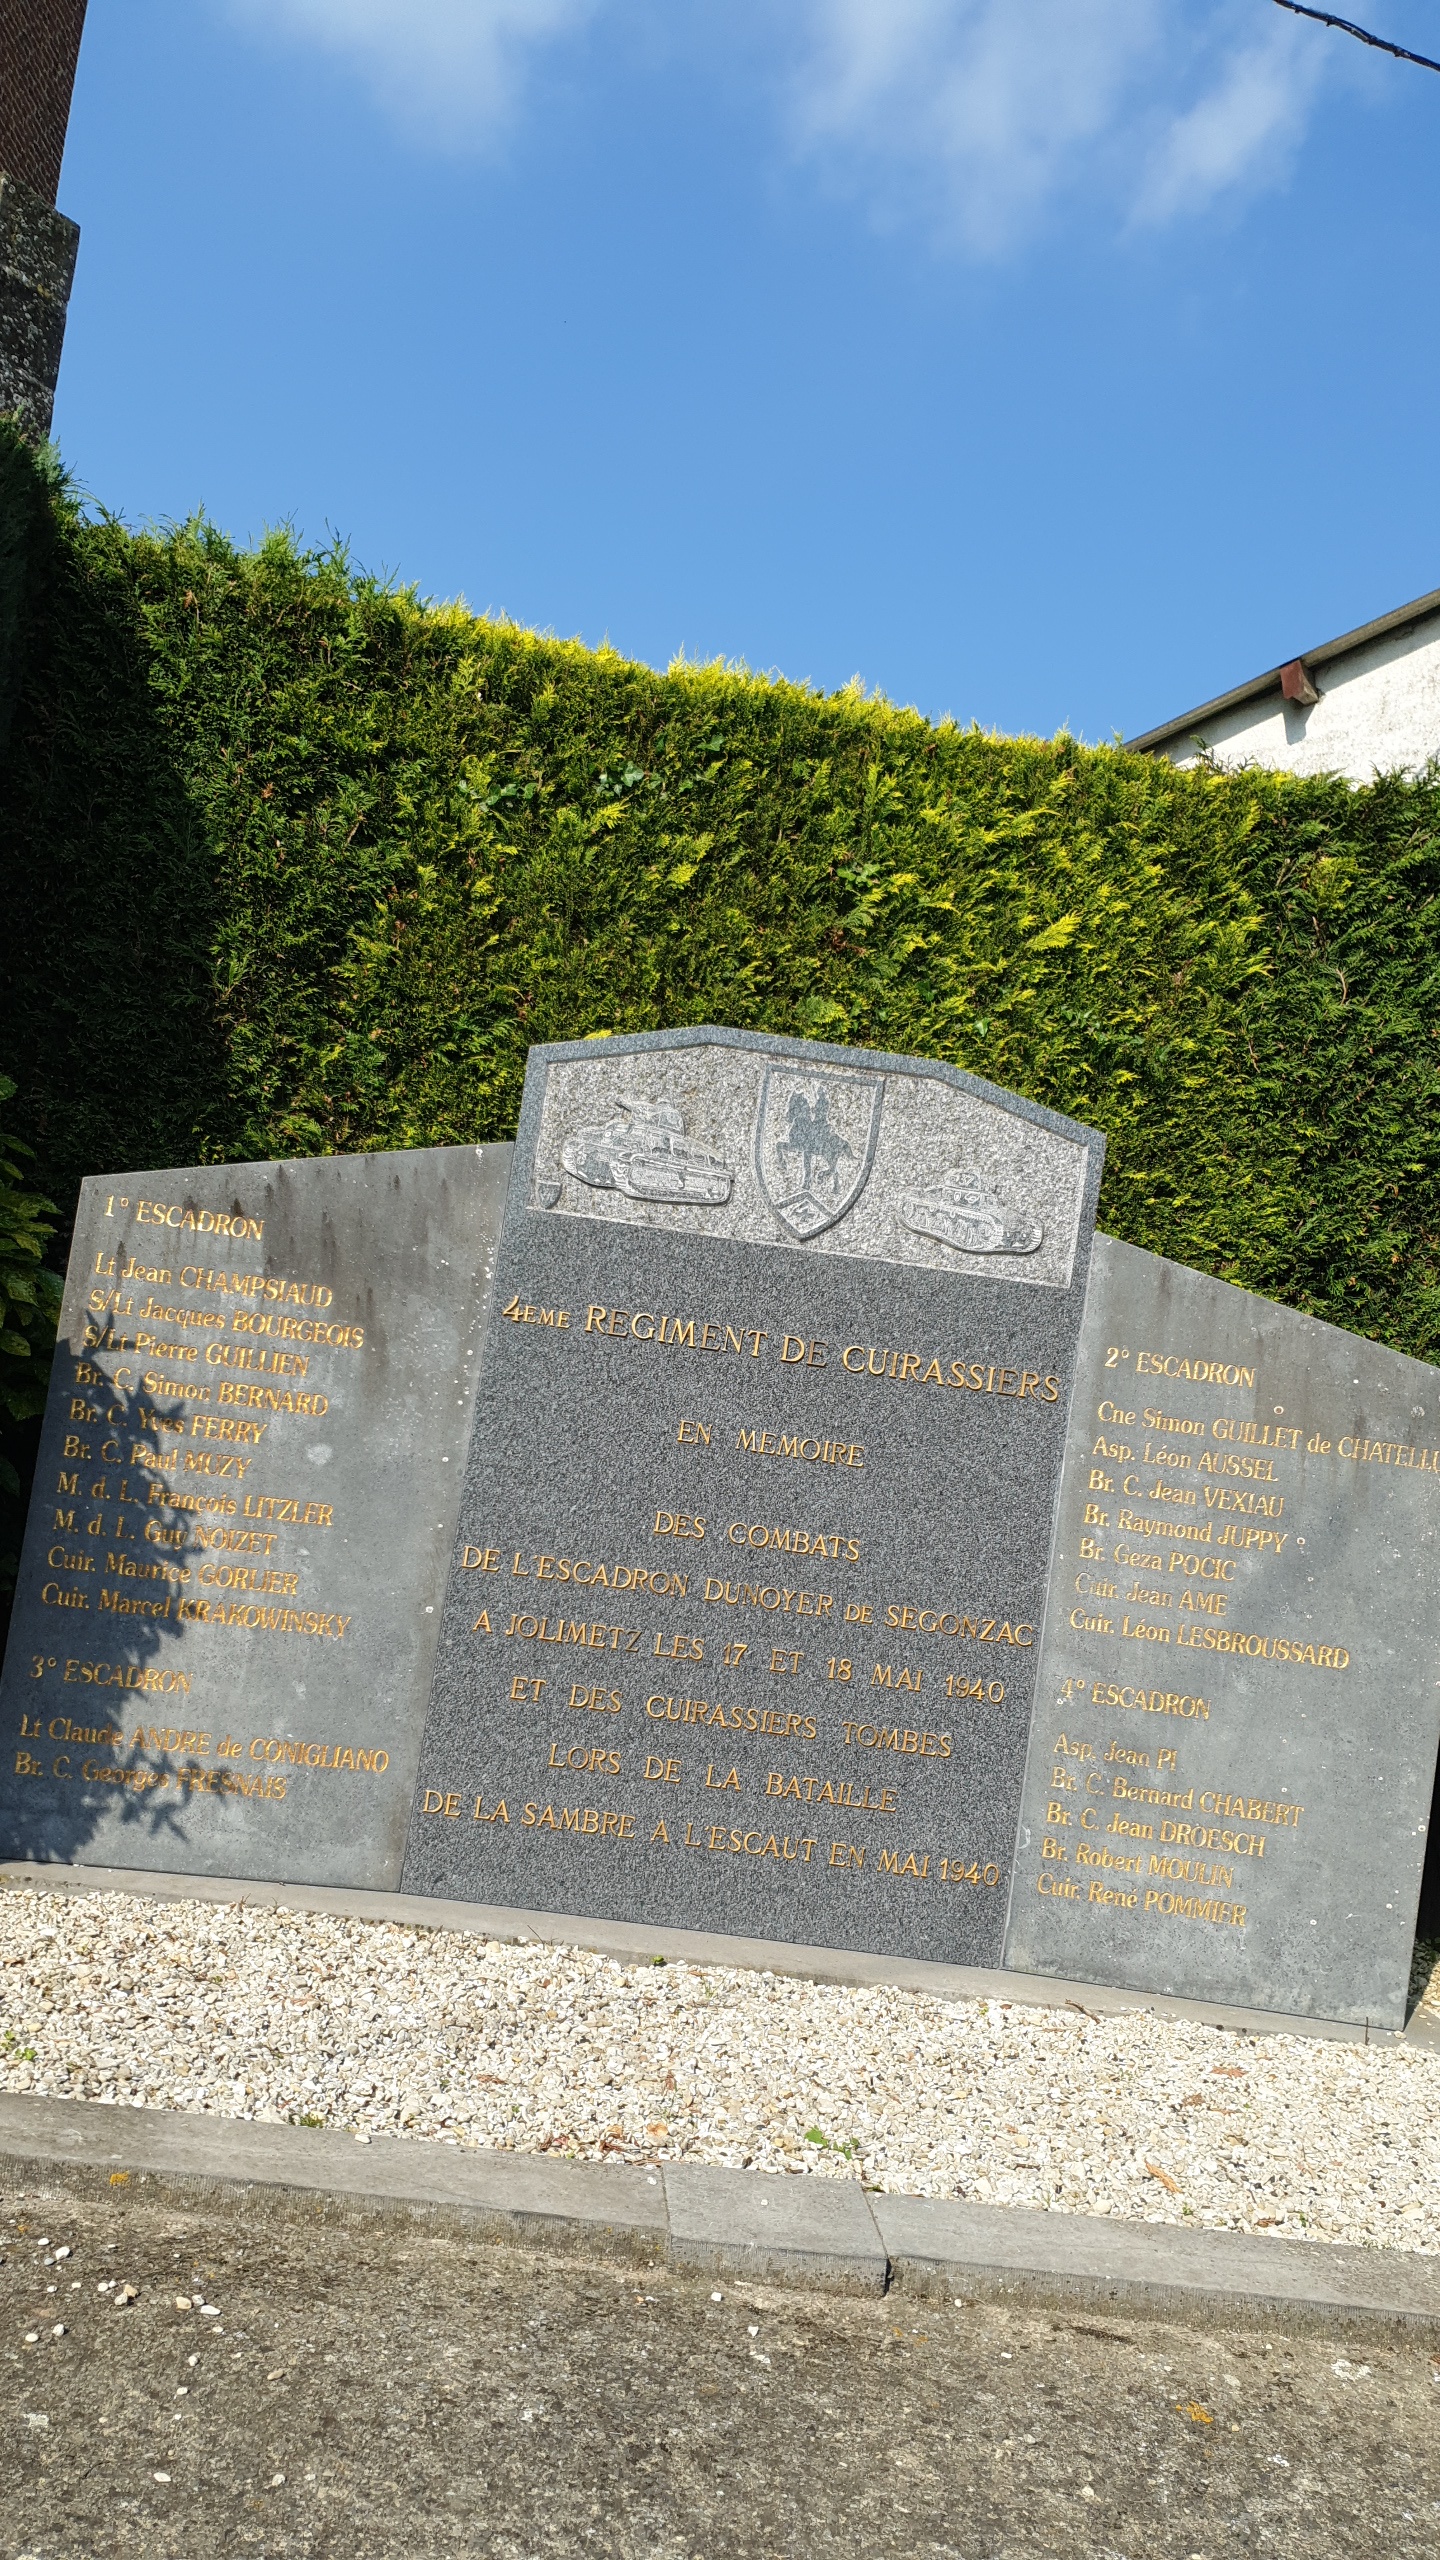 1° ESCADRON
Lt Jean CHAMPSIAUD
S/Lt Jacques BOURGEOIS
S/Lt Pierre GUILLIEN
Br. C. Simon BERNARD
Br. C. Yves FERRY
Br. C. Paul MUZY
M. d. L. François LITZLER
M. d. L. Guy NOIZET
Cuir. Maurice GORLIER
Cuir. Marcel KRAKOWINSKY
3° ESCADRON
Lt Claude ANDRE de CONIGLIANO
Br. C. Georges FRESNAIS
4EME REGIMENT DE CUIRASSIERS
EN MEMOIRE
DES COMBATS
DE L'ESCADRON DUNOYER DE SEGONZAC
A JOLIMETZ LES 17 ET 18 MAI 1940
ET DES CUIRASSIERS TOMBES
LORS DE LA BATAILLE
DE LA SAMBRE A L'ESCAUT EN MAI 1940
2° ESCADRON
Cne Simon GUILLET de
Asp. Léon AUSSEL
Br. C. Jean VEXIAU
Br. Raymond JUPPY
Br. Geza POCIC
Cuir. Jean AME
Cuir. Léon LESBROUSSARD
4° ESCADRON
Asp. Jean PI
Br. C. Bernard CHABERT
Br. C. Jean DROESCH
Br. Robert MOULIN
Cuir. René POMMIER